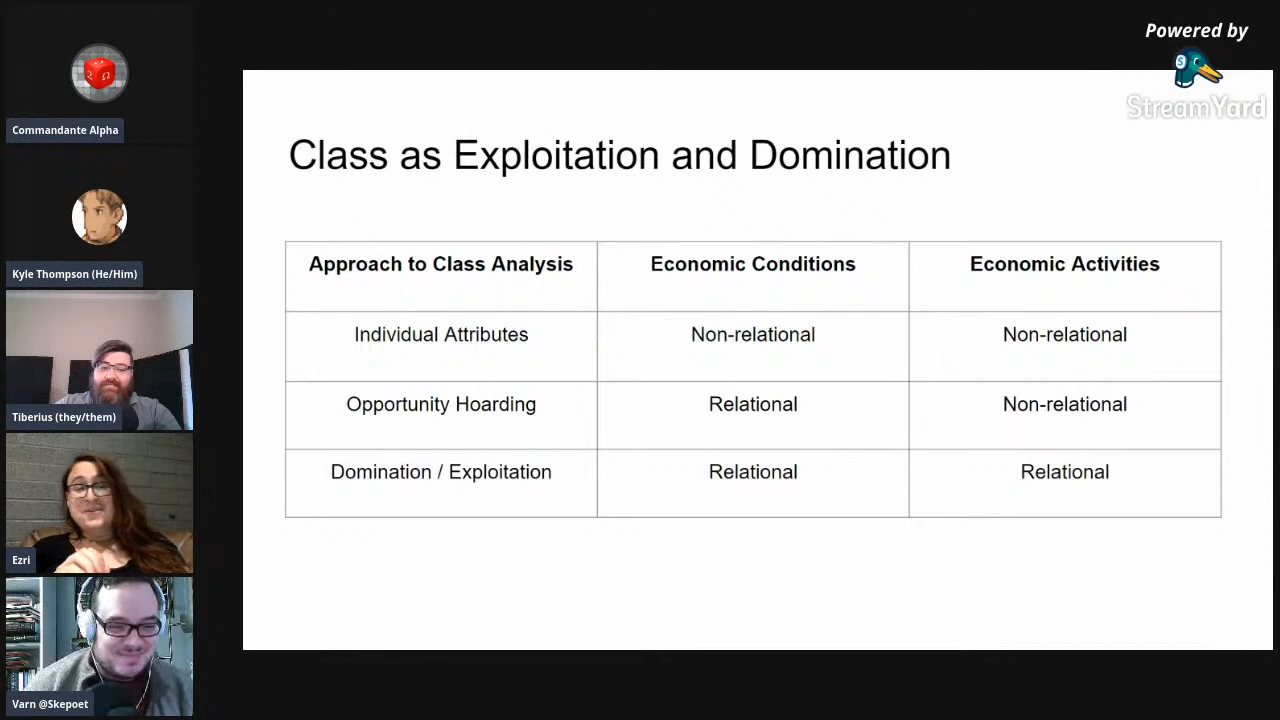 Powered by
StreamYard
Commandante Alpha
Kyle Thompson (He/Him)
Tiberius (they/them)
Ezri
Varn @Skepoet
Class as Exploitation and Domination
Approach to Class Analysis Economic Conditions Economic Activities
Individual Attributes Non-relational Non-relational
Opportunity Hoarding Relational Non-relational
Domination / Exploitation Relational Relational